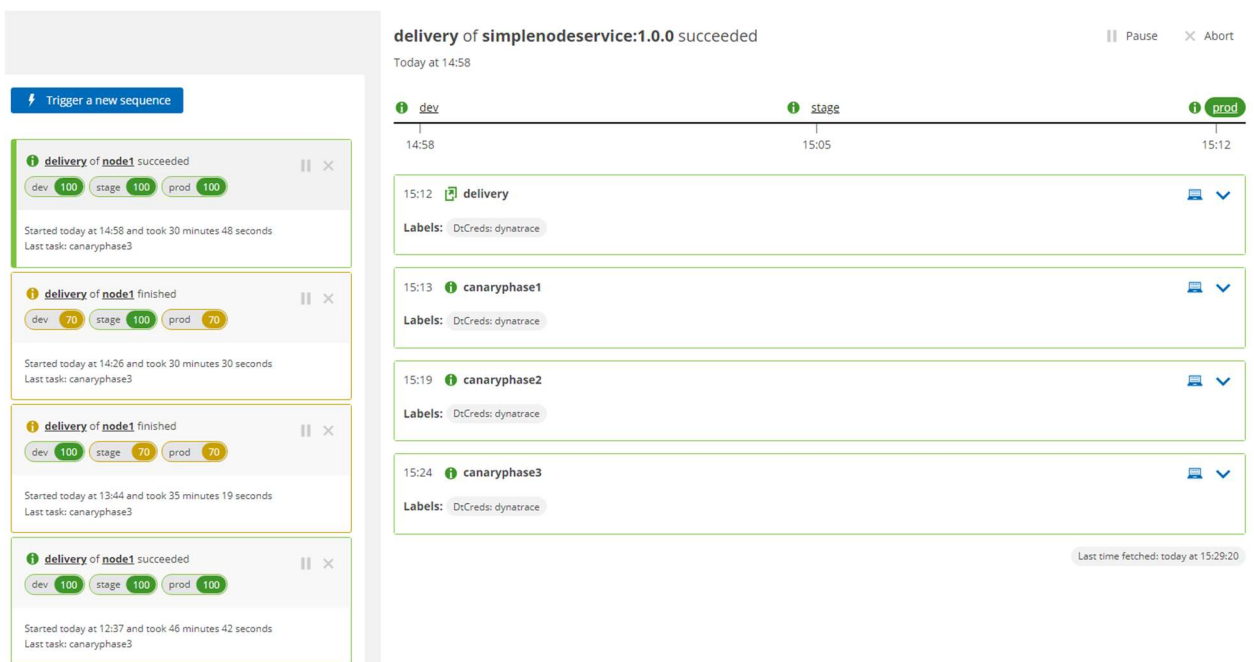 Trigger a new sequence
delivery of node1 succeeded
dev 100 stage 100 prod 100
Started today at 14:58 and took 30 minutes 48 seconds
Last task: canaryphase3
delivery of node1 finished
dev 70 stage 100 prod 70
Started today at 14:26 and took 30 minutes 30 seconds
Last task: canaryphase3
delivery of node1 finished
dev 100 stage 70 prod 70
Started today at 13:44 and took 35 minutes 19 seconds
Last task: canaryphase3
delivery of node1 succeeded
dev 100 stage 100 prod 100
Started today at 12:37 and took 46 minutes 42 seconds
Last task: canaryphase3
delivery of simplenodeservice:1.0.0 succeeded
Pause Abort
Today at 14:58
dev stage prod
14:58 15:05 15:12
15:12 delivery
Labels: DtCreds: dynatrace
15:13 canaryphase1
Labels: DtCreds: dynatrace
15:19 canaryphase2
Labels: DtCreds: dynatrace
15:24 canaryphase3
Labels: DtCreds: dynatrace
Last time fetched: today at 15:29:20